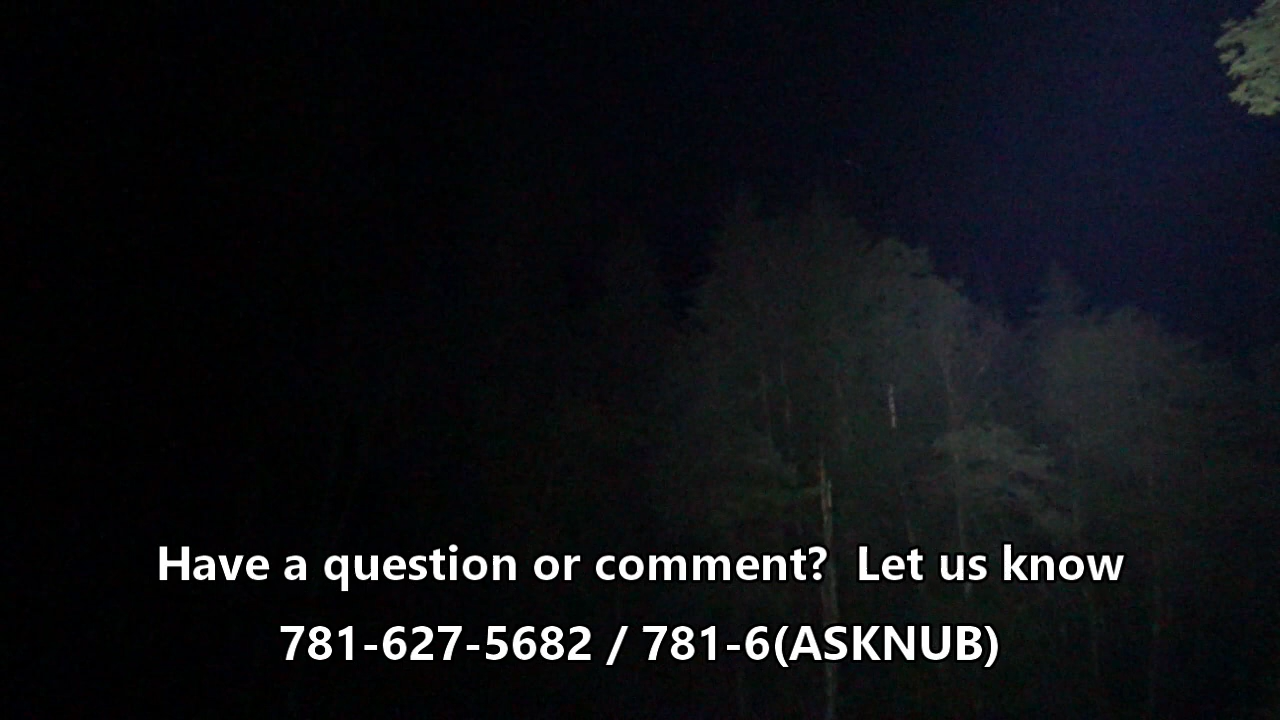 Have a question or comment?  Let us know
781-627-5682 / 781-6(ASKNUB)